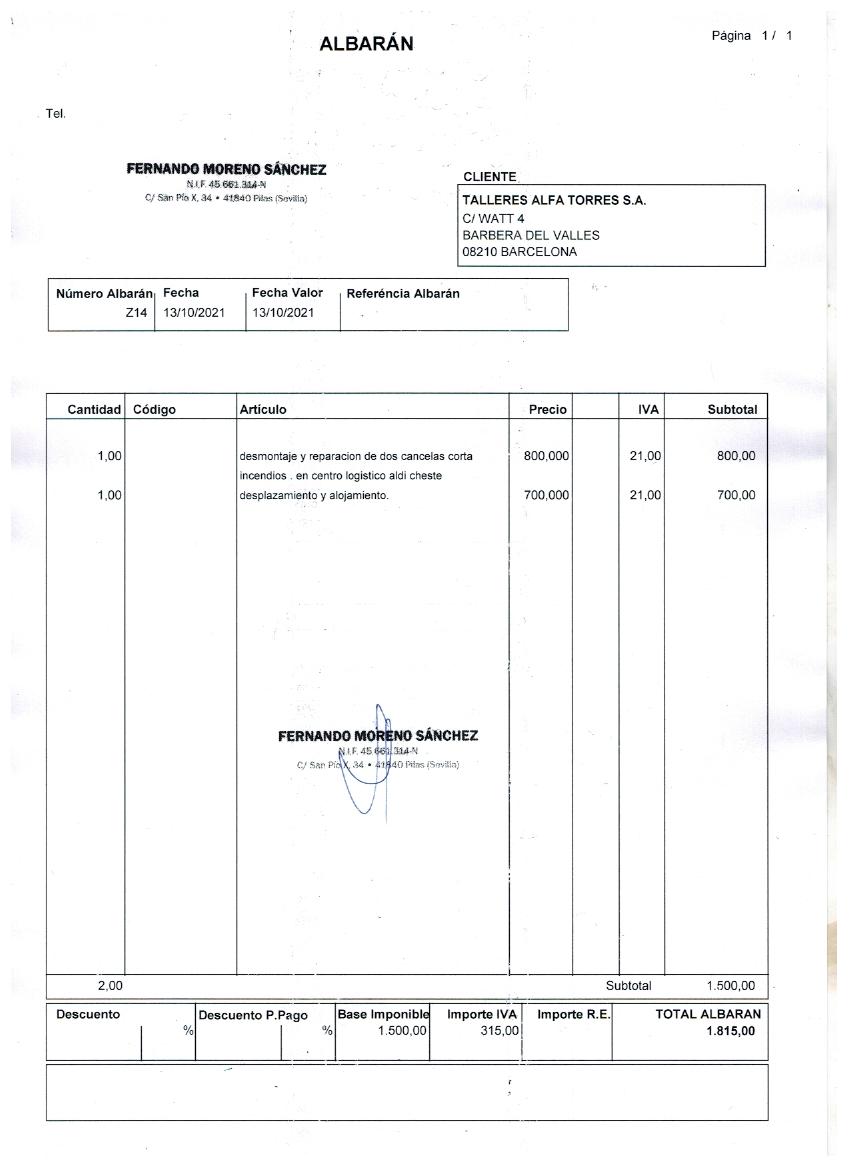 ALBARÁN
Página 1 / 1
Tel.
FERNANDO MORENO SÁNCHEZ
N.I.F. 45.661.314-N
C/ San Pío X, 34 • 41840 Pilas (Sevilla)
CLIENTE
TALLERES ALFA TORRES S.A.
C/ WATT 4
BARBERA DEL VALLES
08210 BARCELONA
Número Albarán Fecha Fecha Valor Referéncia Albarán
Z14 13/10/2021 13/10/2021
Cantidad Código Artículo Precio IVA Subtotal
1,00 desmontaje y reparacion de dos cancelas corta 800,000 21,00 800,00
incendios . en centro logistico aldi cheste
1,00 desplazamiento y alojamiento. 700,000 21,00 700,00
FERNANDO MORENO SÁNCHEZ
N.I.F. 45.661.314-N
C/ San Pío X, 34 • 41840 Pilas (Sevilla)
2,00 Subtotal 1.500,00
Descuento Descuento P.Pago Base Imponible Importe IVA Importe R.E. TOTAL ALBARAN
% % 1.500,00 315,00 1.815,00